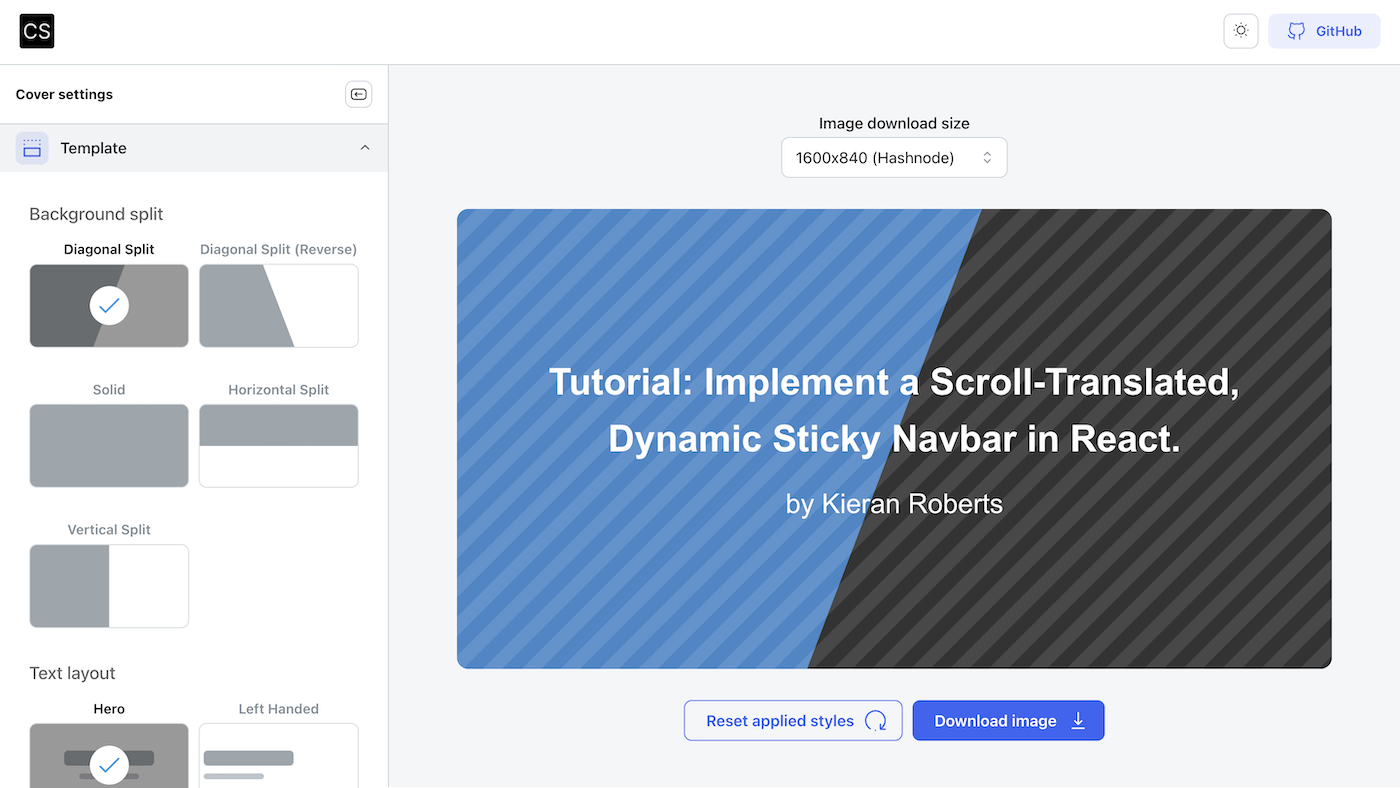 CS
GitHub
Cover settings
Template
Background split
Diagonal Split
Diagonal Split (Reverse)
Solid
Horizontal Split
Vertical Split
Text layout
Hero
Left Handed
Image download size
1600x840 (Hashnode)
Tutorial: Implement a Scroll-Translated,
Dynamic Sticky Navbar in React.
by Kieran Roberts
Reset applied styles
Download image